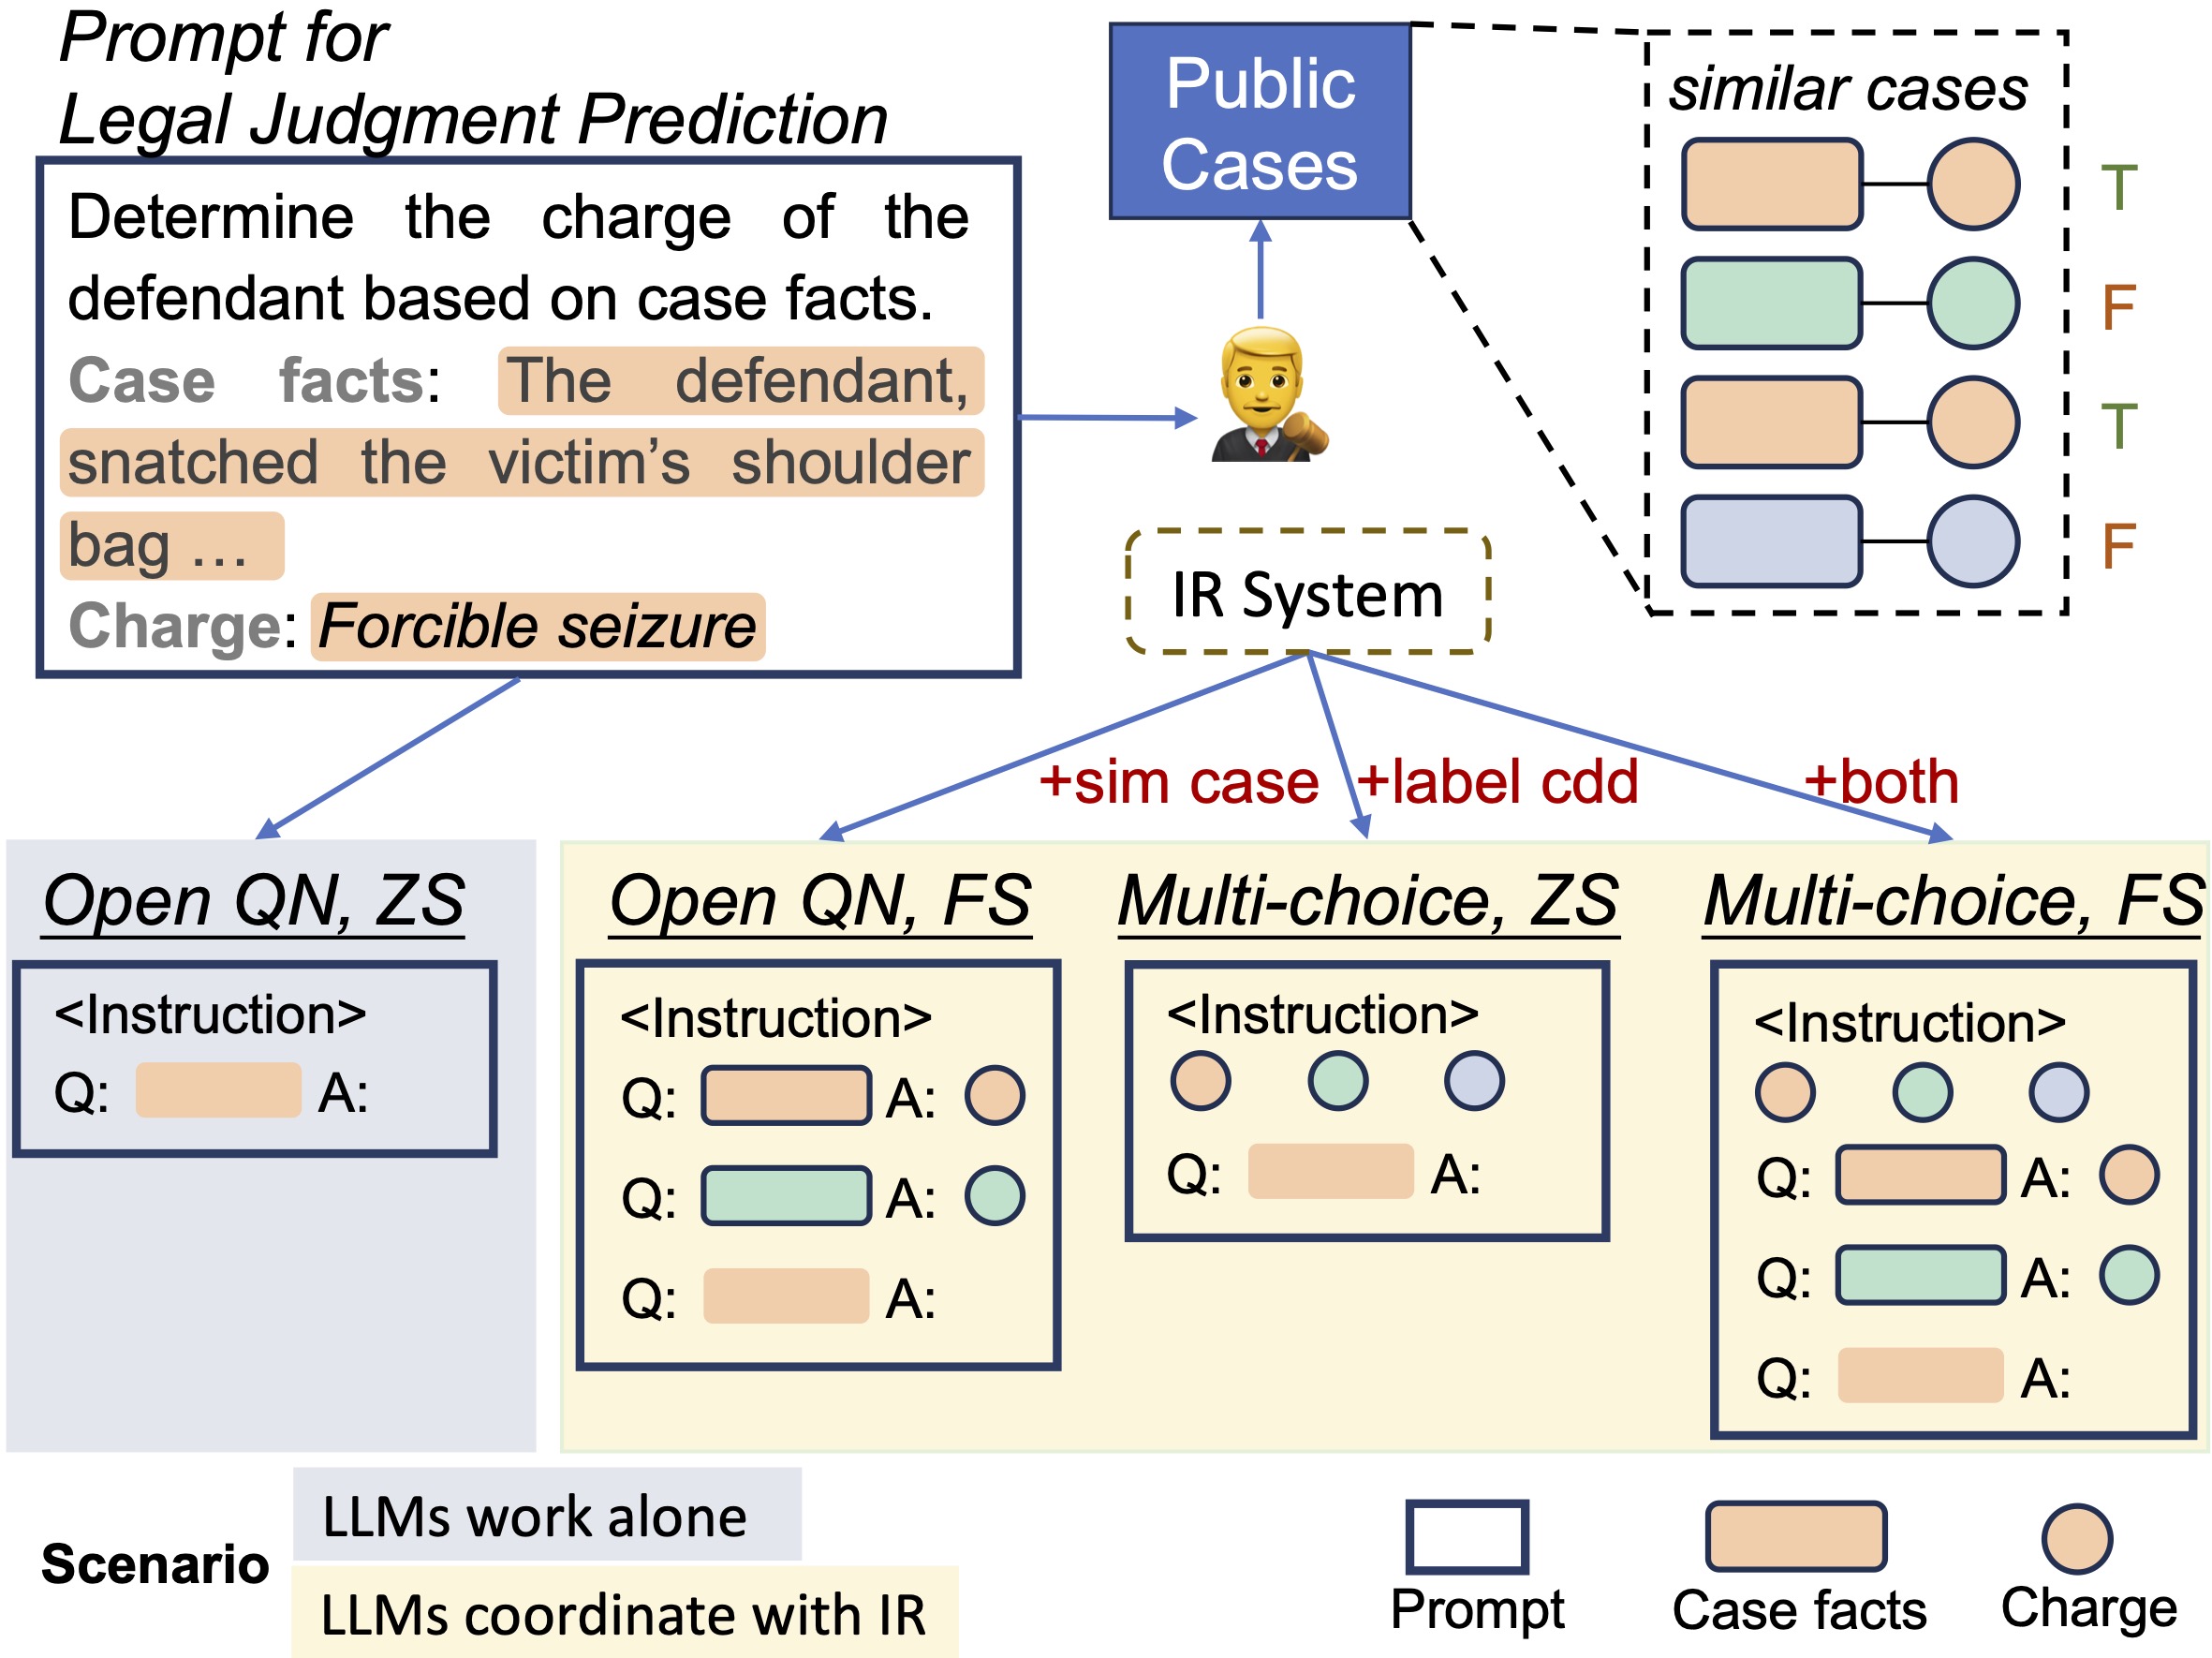 Prompt for
Legal Judgment Prediction
Determine the charge of the
defendant based on case facts.
Case facts: The defendant,
snatched the victim’s shoulder
bag …
Charge: Forcible seizure
Public
Cases
similar cases
T
F
T
F
IR System
+sim case
+label cdd
+both
Open QN, ZS
<Instruction>
Q: A:
Open QN, FS
<Instruction>
Q: A:
Q: A:
Q: A:
Multi-choice, ZS
<Instruction>
Q: A:
Multi-choice, FS
<Instruction>
Q: A:
Q: A:
Q: A:
Scenario
LLMs work alone
LLMs coordinate with IR
Prompt
Case facts
Charge